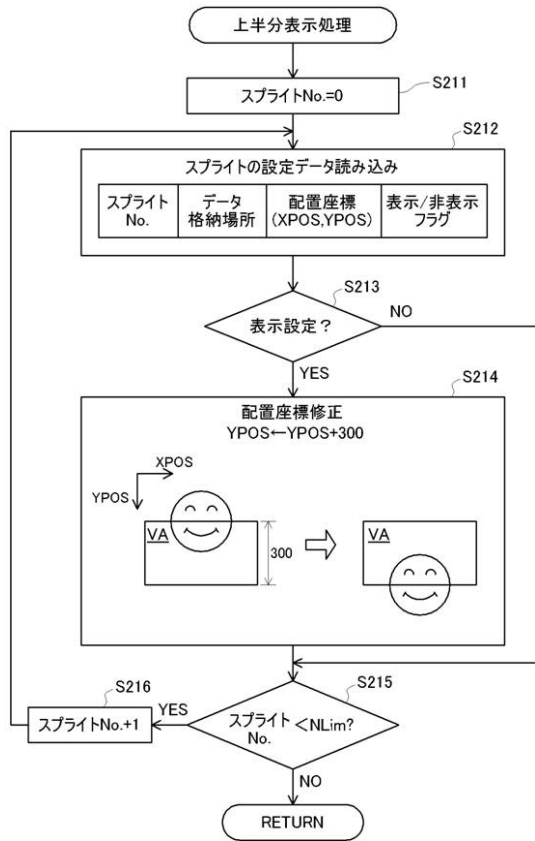 上半分表示処理
S211
スプライトNo.=0
S212
スプライトの設定データ読み込み
スプライト
No.
データ
格納場所
配置座標
(XPOS,YPOS)
表示/非表示
フラグ
S213
表示設定?
NO
YES
S214
配置座標修正
YPOS←YPOS+300
XPOS
YPOS
VA
300
VA
S215
S216
スプライトNo.+1
YES
スプライト
No.
<NLim?
NO
RETURN